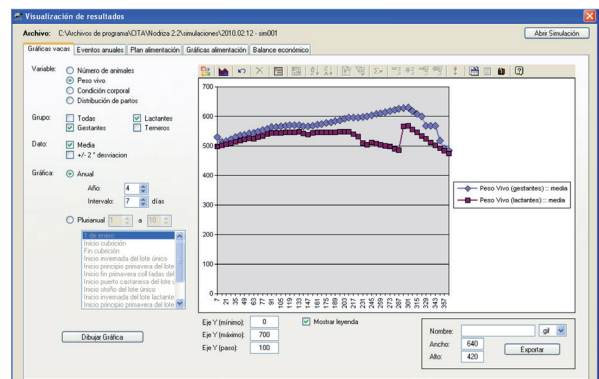 Visualización de resultados
Archivo: C:\Archivos de programa\CITA\Nodriza 2.2\simulaciones\2010.02.12 - sim001
Abrir Simulación
Gráficas vacas Eventos anuales Plan alimentación Gráficas alimentación Balance económico
Variable: Número de animales
Peso vivo
Condición corporal
Distribución de partos
Grupo: Todas Lactantes
Gestantes Terneros
Dato: Media
+/- 2 * desviacion
Gráfica: Anual
Año: 4
Intervalo: 7 días
Plurianual 1 a 10
1 de enero
Inicio cubrición
Fin cubrición
Inicio invernada del lote único
Inicio principio primavera del lote
Inicio fin primavera coll.fadas del
Inicio puerto castanesa del lote ú
Inicio otoño del lote único
Inicio invernada del lote lactante
Inicio principio primavera del lote
Dibujar Gráfica
700
600
500
400
300
200
100
0
7 21 35 49 63 77 91 105 119 133 147 161 175 189 203 217 231 245 259 273 287 301 315 329 343 357
Peso Vivo (gestantes) :: media
Peso Vivo (lactantes) :: media
Eje Y (mínimo): 0
Eje Y (máximo): 700
Eje Y (paso): 100
Mostrar leyenda
Nombre: gif
Ancho: 640
Alto: 420
Exportar